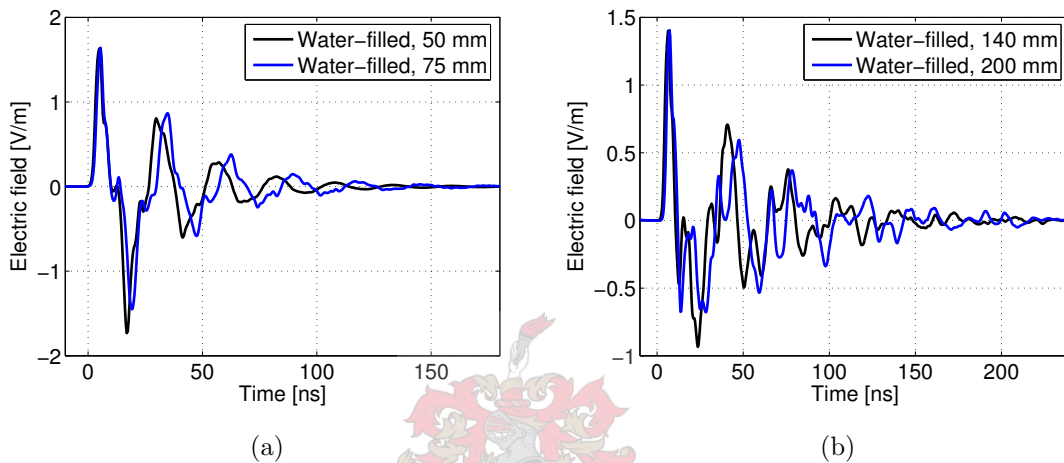 2
1
0
−1
−2
0
50
100
150
Electric field [V/m]
Time [ns]
Water−filled, 50 mm
Water−filled, 75 mm
(a)
1.5
1
0.5
0
−0.5
−1
0
50
100
150
200
Electric field [V/m]
Time [ns]
Water−filled, 140 mm
Water−filled, 200 mm
(b)